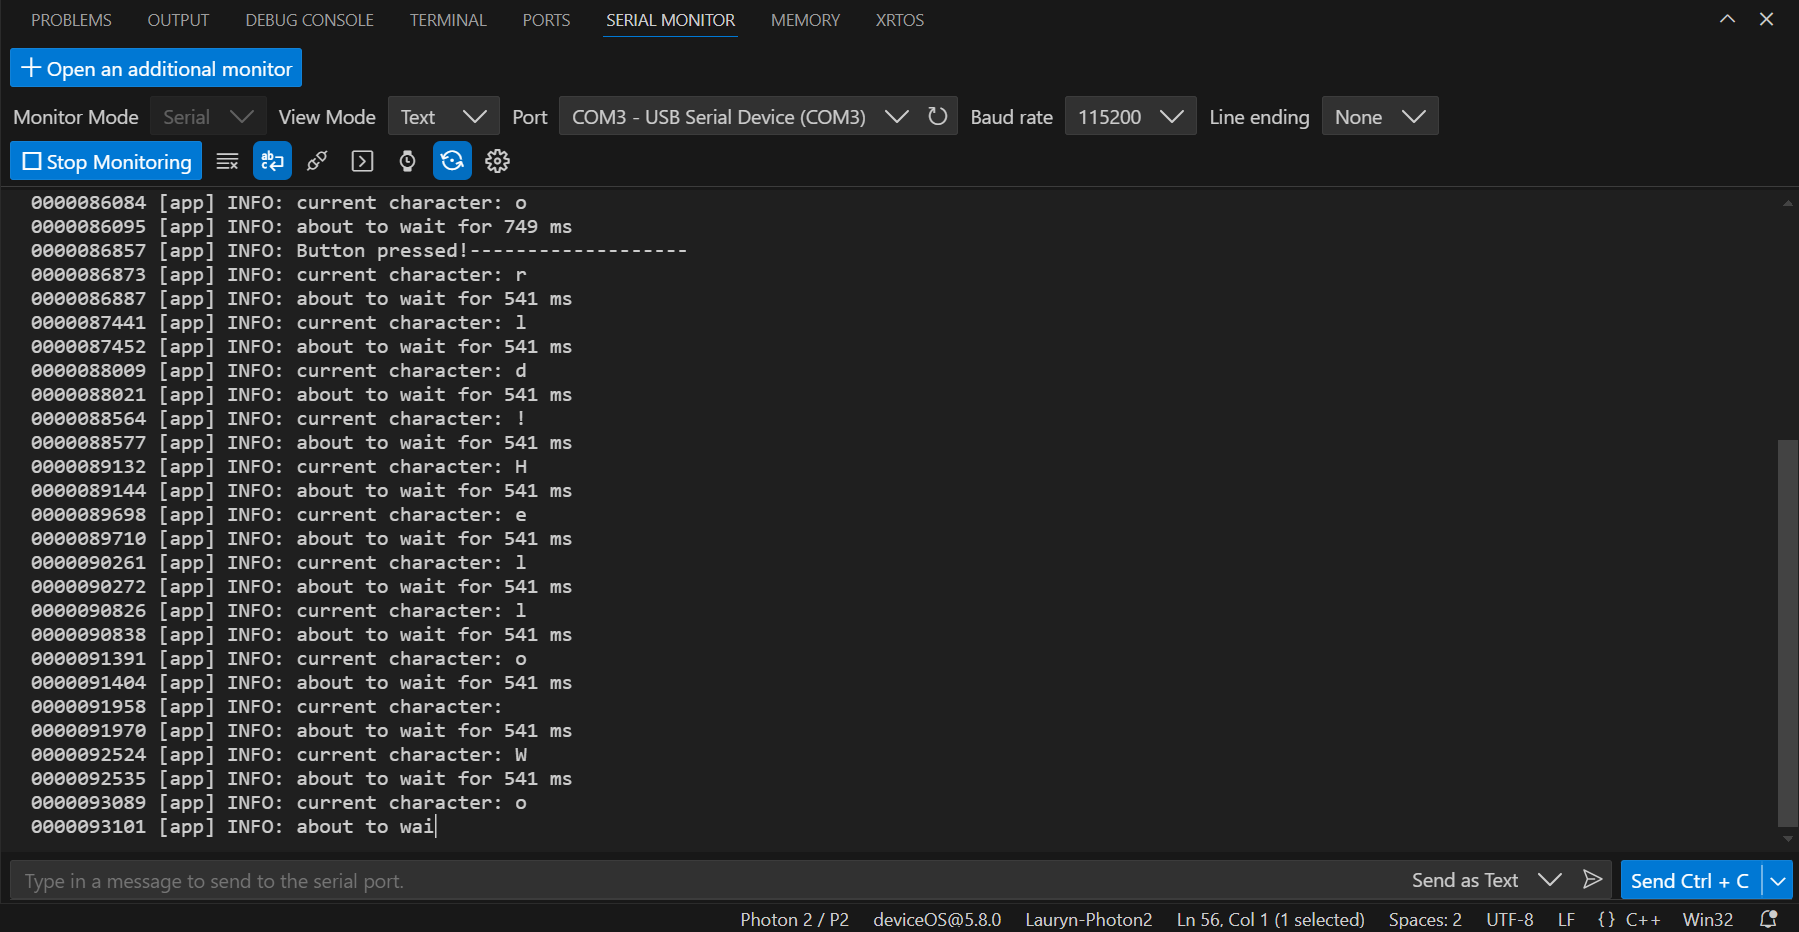 PROBLEMS OUTPUT DEBUG CONSOLE TERMINAL PORTS SERIAL MONITOR MEMORY XRTOS
Open an additional monitor
Monitor Mode Serial View Mode Text Port COM3 - USB Serial Device (COM3) Baud rate 115200 Line ending None
Stop Monitoring
0000086084 [app] INFO: current character: o
0000086095 [app] INFO: about to wait for 749 ms
0000086857 [app] INFO: Button pressed!-------------------
0000086873 [app] INFO: current character: r
0000086887 [app] INFO: about to wait for 541 ms
0000087441 [app] INFO: current character: l
0000087452 [app] INFO: about to wait for 541 ms
0000088009 [app] INFO: current character: d
0000088021 [app] INFO: about to wait for 541 ms
0000088564 [app] INFO: current character: !
0000088577 [app] INFO: about to wait for 541 ms
0000089132 [app] INFO: current character: H
0000089144 [app] INFO: about to wait for 541 ms
0000089698 [app] INFO: current character: e
0000089710 [app] INFO: about to wait for 541 ms
0000090261 [app] INFO: current character: l
0000090272 [app] INFO: about to wait for 541 ms
0000090826 [app] INFO: current character: l
0000090838 [app] INFO: about to wait for 541 ms
0000091391 [app] INFO: current character: o
0000091404 [app] INFO: about to wait for 541 ms
0000091958 [app] INFO: current character:
0000091970 [app] INFO: about to wait for 541 ms
0000092524 [app] INFO: current character: W
0000092535 [app] INFO: about to wait for 541 ms
0000093089 [app] INFO: current character: o
0000093101 [app] INFO: about to wai
Type in a message to send to the serial port. Send as Text Send Ctrl + C
Photon 2 / P2 deviceOS@5.8.0 Lauryn-Photon2 Ln 56, Col 1 (1 selected) Spaces: 2 UTF-8 LF {} C++ Win32